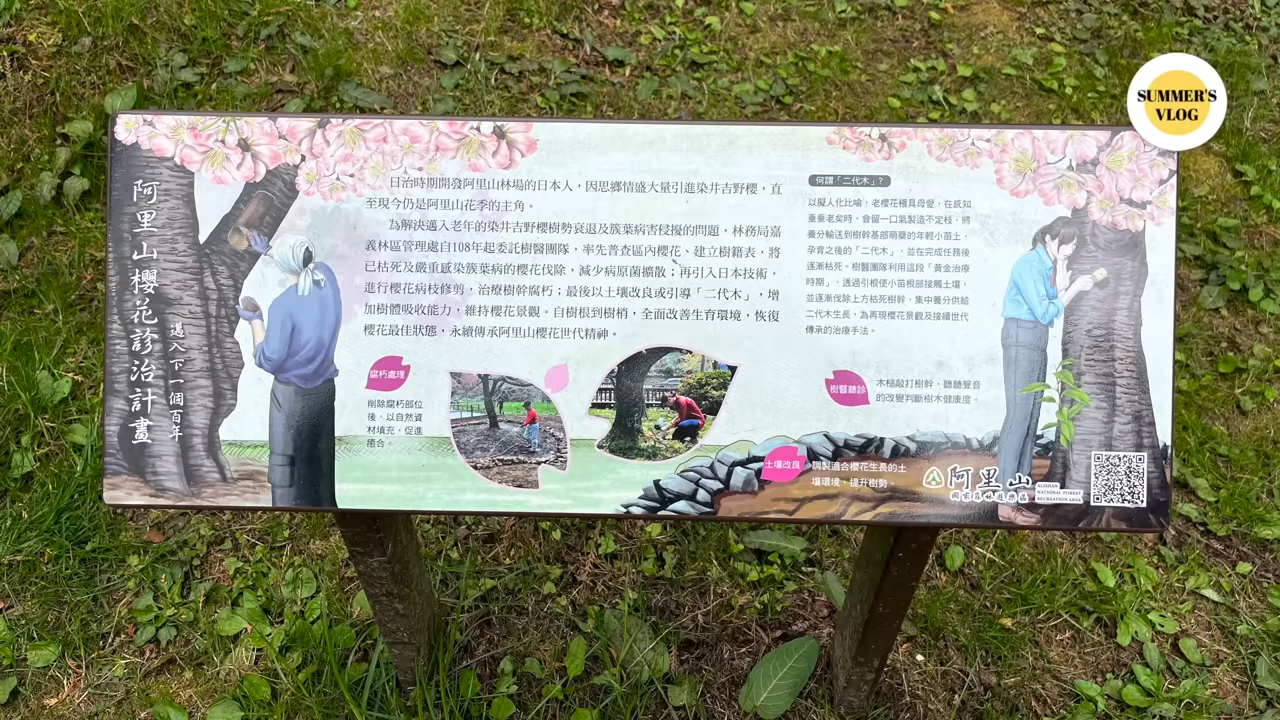 SUMMER'S
VLOG
阿里山櫻花診治計畫
邁入下一個百年
日治時期開發阿里山林場的日本人，因思鄉情盛大量引進染井吉野櫻，直
至現今仍是阿里山花季的主角。
為解決邁入老年的染井吉野櫻樹勢衰退及簇葉病害侵擾的問題，林務局嘉
義林區管理處自108年起委託樹醫團隊，率先普查區內櫻花、建立樹籍表，將
已枯死及嚴重感染簇葉病的櫻花伐除，減少病原菌擴散；再引入日本技術，
進行櫻花病枝修剪，治療樹幹腐朽；最後以土壤改良或引導「二代木」，增
加樹體吸收能力，維持櫻花景觀。自樹根到樹梢，全面改善生育環境，恢復
櫻花最佳狀態，永續傳承阿里山櫻花世代精神。
何謂「二代木」?
以擬人化比喻，老櫻花極具母愛，在感知
垂垂老矣時，會留一口氣製造不定枝，將
養分輸送到樹幹基部萌蘗的年輕小苗上，
孕育之後的「二代木」，並在完成任務後
逐漸枯死。樹醫團隊利用這段「黃金治療
時期」，透過引根使小苗根部接觸土壤，
並逐漸伐除上方枯死樹幹，集中養分供給
二代木生長，為再現櫻花景觀及接續世代
傳承的治療手法。
腐朽處理
削除腐朽部位
後，以自然資
材填充，促進
癒合。
樹醫聽診
木槌敲打樹幹，聽聽聲音
的改變判斷樹木健康度。
土壤改良
調製適合櫻花生長的土
壤環境，提升樹勢。
阿里山
國家森林遊樂區
ALISHAN
NATIONAL FOREST
RECREATION AREA